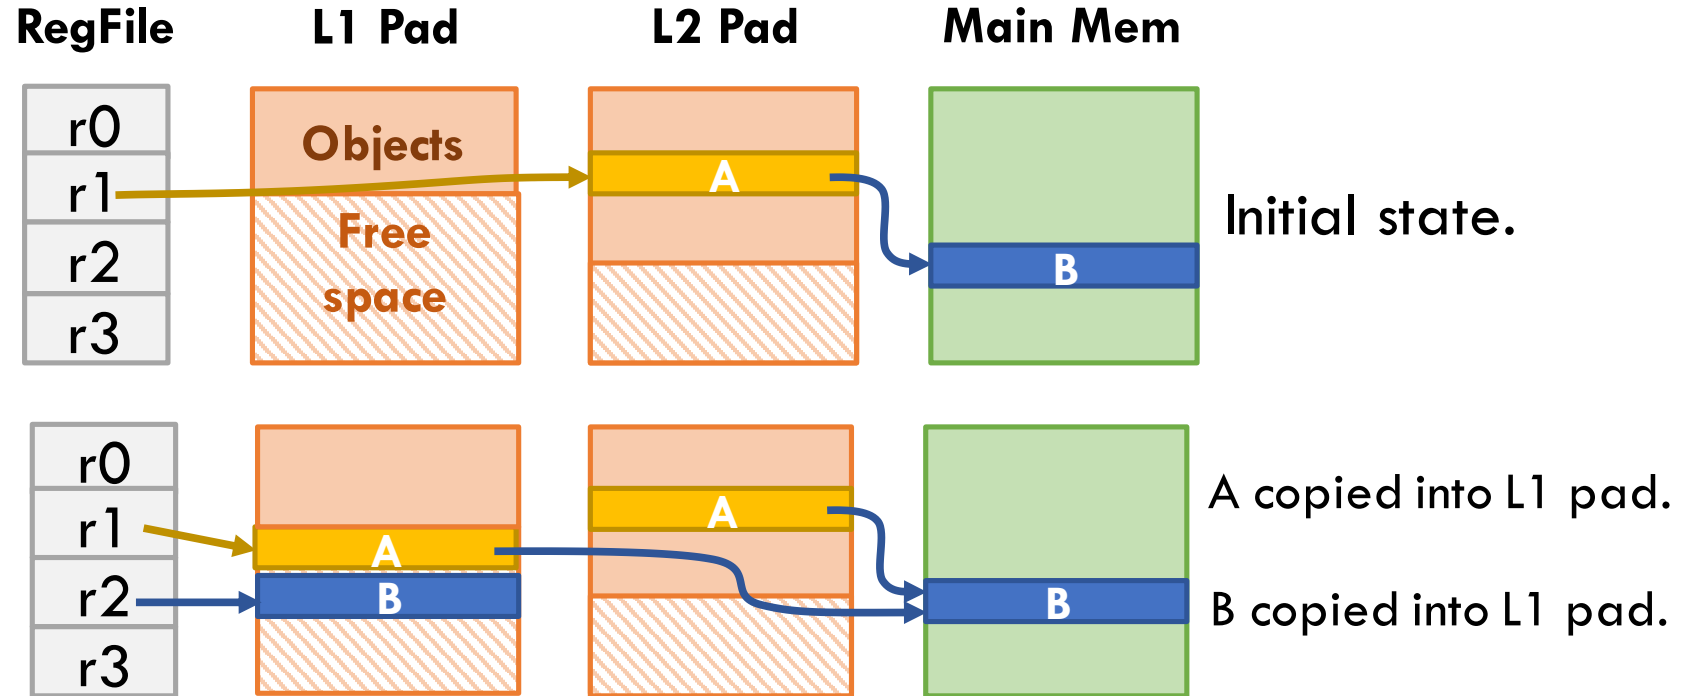 RegFile L1 Pad L2 Pad Main Mem
r0
r1
r2
r3
Objects
Free
space
A
B
Initial state.
r0
r1
r2
r3
A
B
A
B
A copied into L1 pad.
B copied into L1 pad.